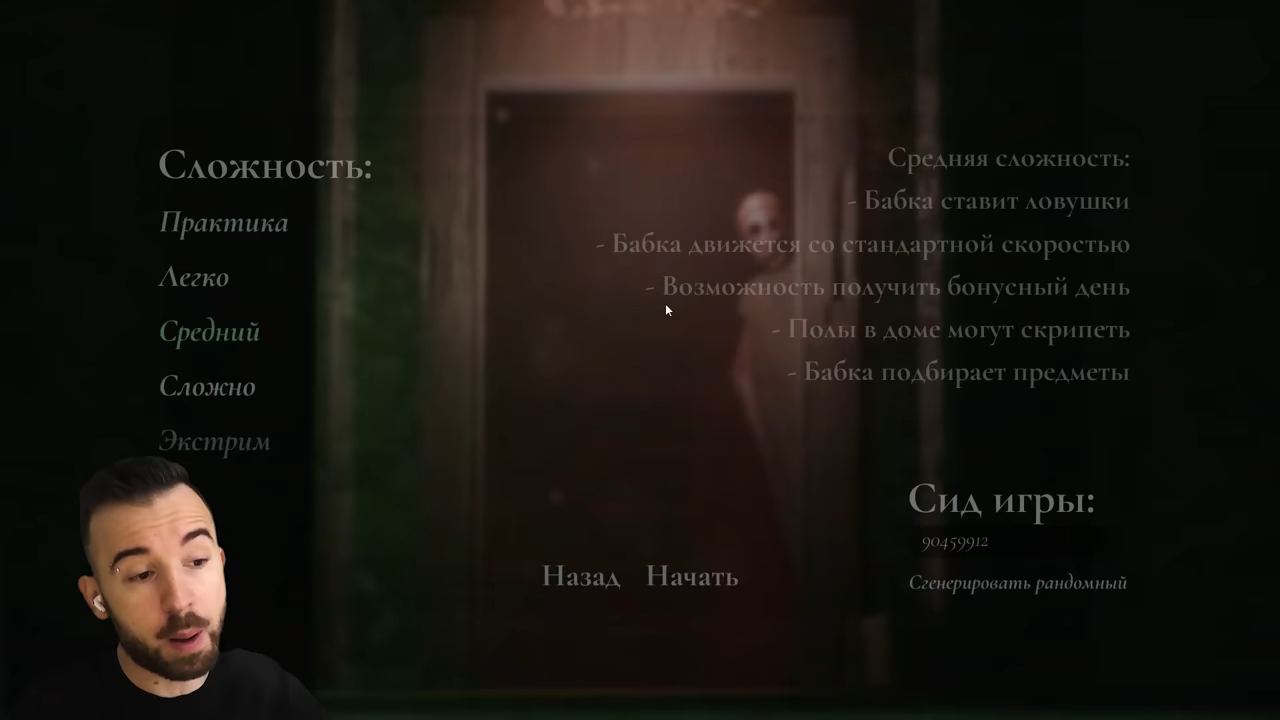 Сложность:
Практика
Легко
Средний
Сложно
Экстрим
Средняя сложность:
- Бабка ставит ловушки
- Бабка движется со стандартной скоростью
- Возможность получить бонусный день
- Полы в доме могут скрипеть
- Бабка подбирает предметы
Сид игры:
90459912
Сгенерировать рандомный
Назад Начать